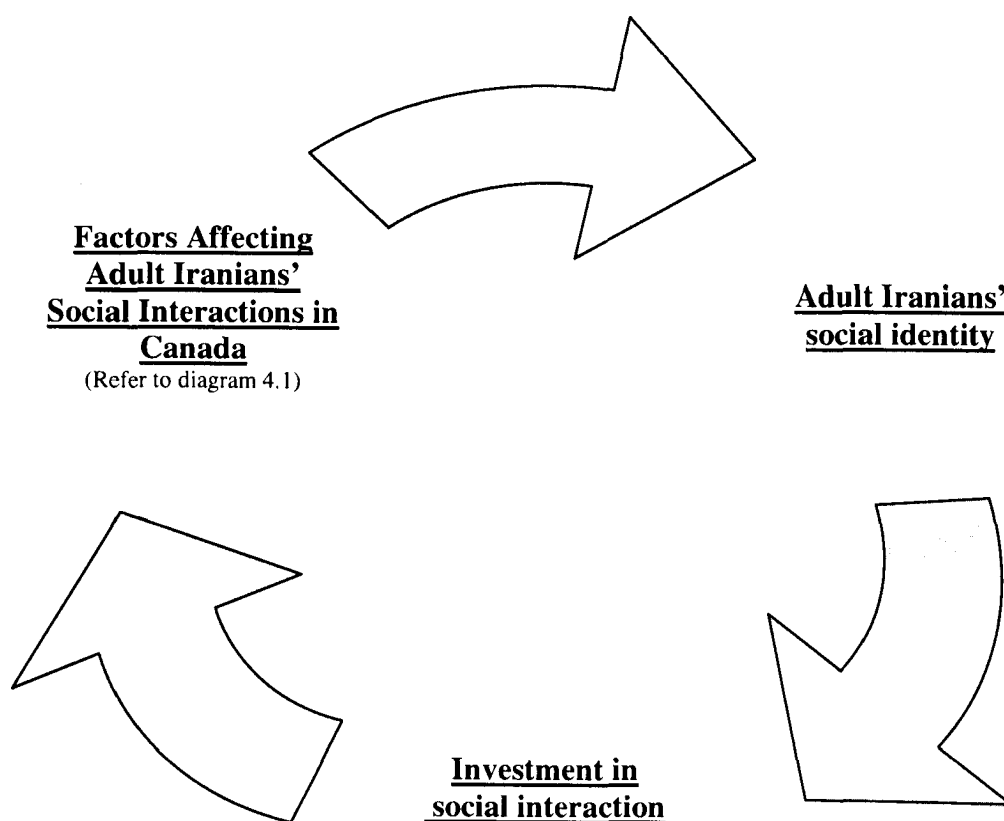 Factors Affecting
Adult Iranians'
Social Interactions in
Canada
(Refer to diagram 4.1)
Adult Iranians'
social identity
Investment in
social interaction